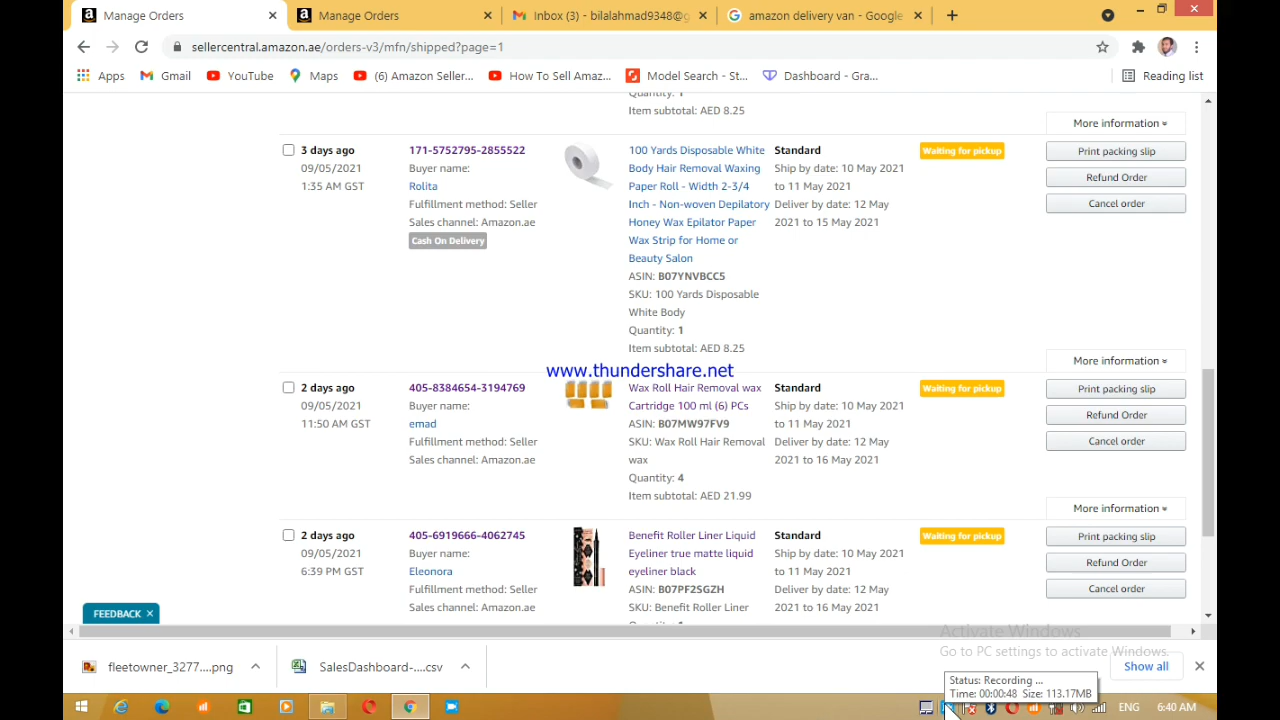 Manage Orders
Manage Orders
Inbox (3) - bilalahmad9348@g
amazon delivery van - Google
sellercentral.amazon.ae/orders-v3/mfn/shipped?page=1
Apps
Gmail
YouTube
Maps
(6) Amazon Seller...
How To Sell Amaz...
Model Search - St...
Dashboard - Gra...
Reading list
Quantity: 1
Item subtotal: AED 8.25
More information
3 days ago
09/05/2021
1:35 AM GST
171-5752795-2855522
Buyer name:
Rolita
Fulfillment method: Seller
Sales channel: Amazon.ae
Cash On Delivery
100 Yards Disposable White
Body Hair Removal Waxing
Paper Roll - Width 2-3/4
Inch - Non-woven Depilatory
Honey Wax Epilator Paper
Wax Strip for Home or
Beauty Salon
ASIN: B07YNVBCC5
SKU: 100 Yards Disposable
White Body
Quantity: 1
Item subtotal: AED 8.25
Standard
Ship by date: 10 May 2021
to 11 May 2021
Deliver by date: 12 May
2021 to 15 May 2021
Waiting for pickup
Print packing slip
Refund Order
Cancel order
More information
www.thundershare.net
2 days ago
09/05/2021
11:50 AM GST
405-8384654-3194769
Buyer name:
emad
Fulfillment method: Seller
Sales channel: Amazon.ae
Wax Roll Hair Removal wax
Cartridge 100 ml (6) PCs
ASIN: B07MW97FV9
SKU: Wax Roll Hair Removal
wax
Quantity: 4
Item subtotal: AED 21.99
Standard
Ship by date: 10 May 2021
to 11 May 2021
Deliver by date: 12 May
2021 to 16 May 2021
Waiting for pickup
Print packing slip
Refund Order
Cancel order
More information
2 days ago
09/05/2021
6:39 PM GST
405-6919666-4062745
Buyer name:
Eleonora
Fulfillment method: Seller
Sales channel: Amazon.ae
Benefit Roller Liner Liquid
Eyeliner true matte liquid
eyeliner black
ASIN: B07PF2SGZH
SKU: Benefit Roller Liner
Standard
Ship by date: 10 May 2021
to 11 May 2021
Deliver by date: 12 May
2021 to 16 May 2021
Waiting for pickup
Print packing slip
Refund Order
Cancel order
FEEDBACK
Activate Windows
Go to PC settings to activate Windows.
fleetowner_3277....png
SalesDashboard-....csv
Show all
Status: Recording ...
Time: 00:00:48 Size: 113.17MB
ENG
6:40 AM